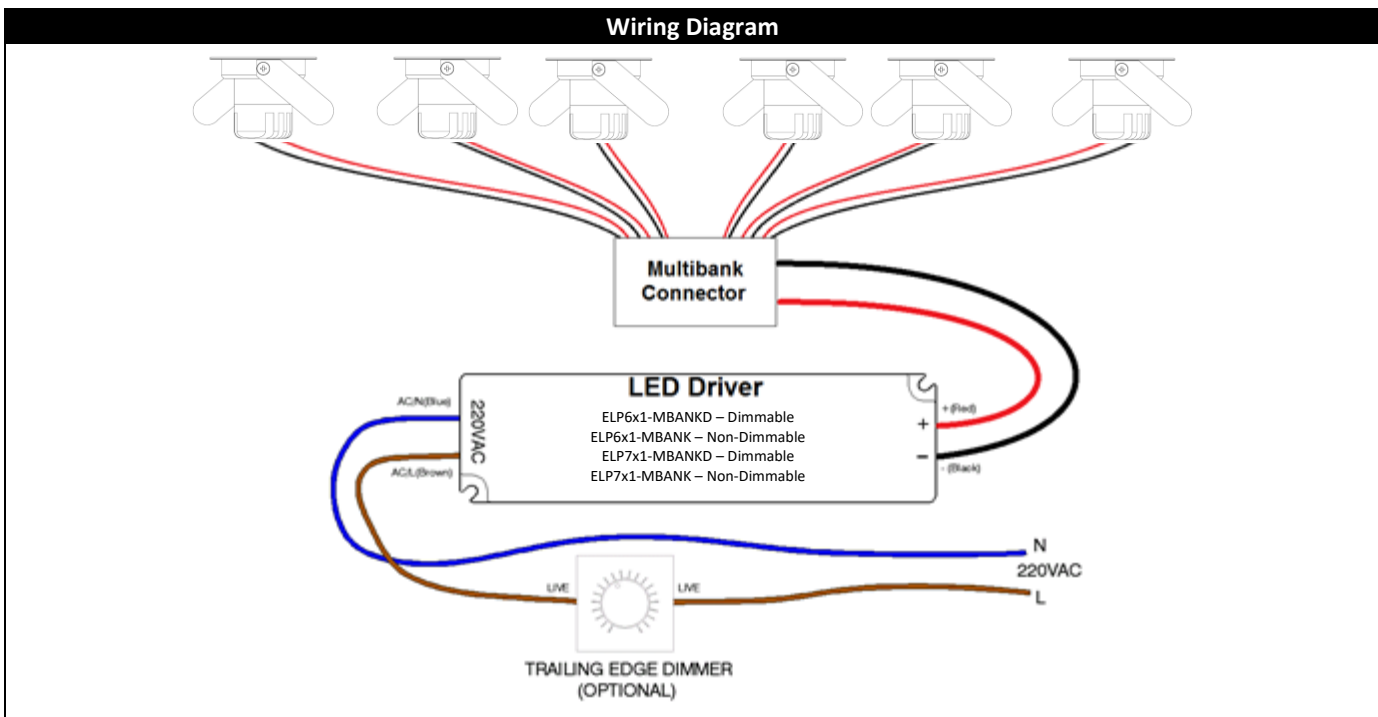 Wiring Diagram
Multibank
Connector
LED Driver
ELP6x1-MBANKD – Dimmable
ELP6x1-MBANK – Non-Dimmable
ELP7x1-MBANKD – Dimmable
ELP7x1-MBANK – Non-Dimmable
AC/N(Blue)
220VAC
AC/L(Brown)
+ (Red)
+
−
- (Black)
N
220VAC
L
LIVE
LIVE
TRAILING EDGE DIMMER
(OPTIONAL)